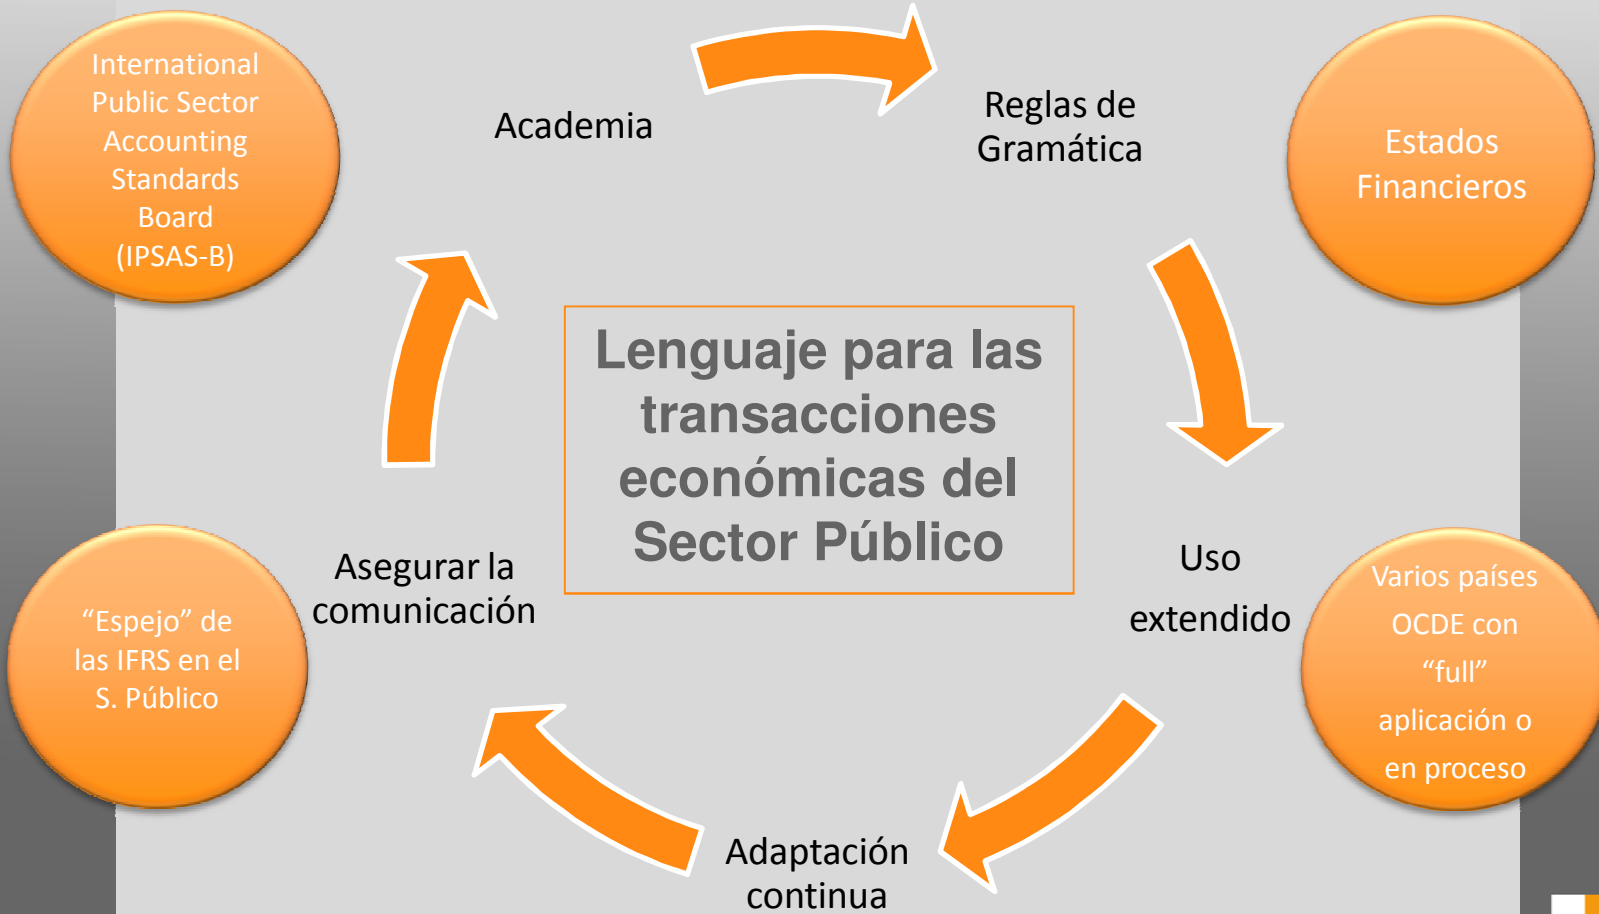 International
Public Sector
Accounting
Standards
Board
(IPSAS-B)
Academia
Reglas de
Gramática
Estados
Financieros
Lenguaje para las
transacciones
económicas del
Sector Público
Uso
extendido
Varios países
OCDE con
“full”
aplicación o
en proceso
Adaptación
continua
Asegurar la
comunicación
“Espejo” de
las IFRS en el
S. Público